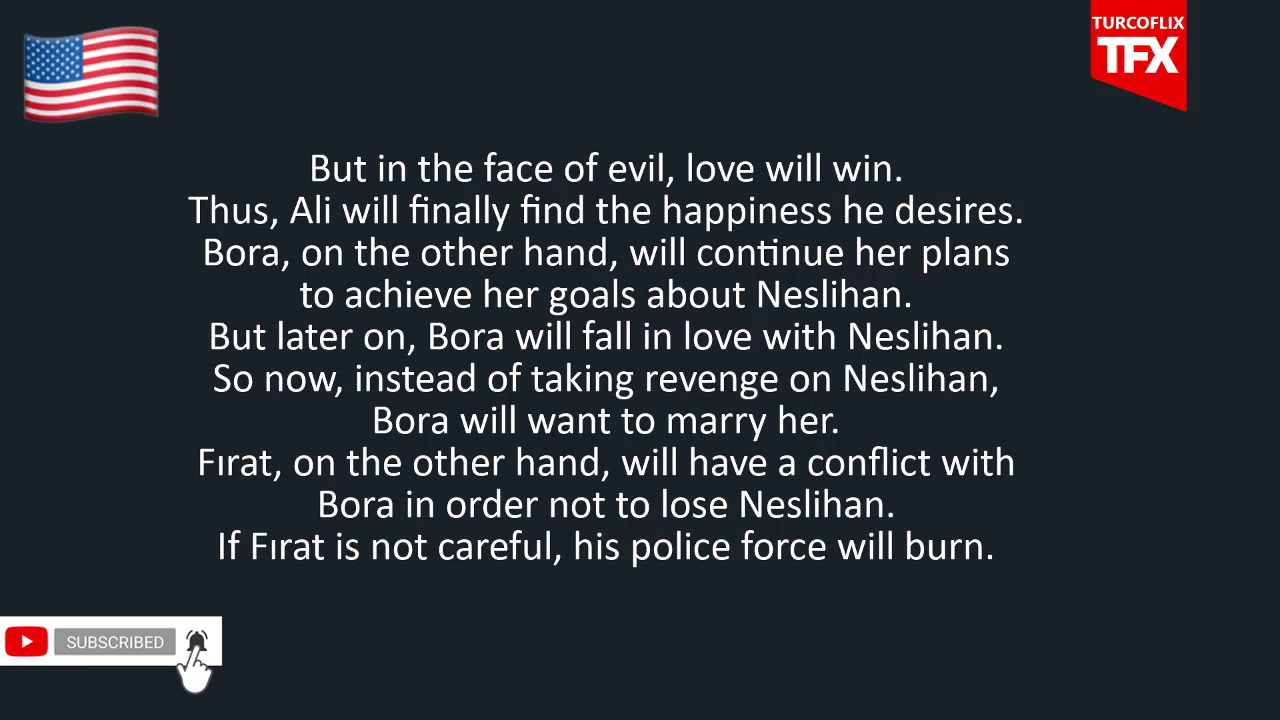 TURCOFLIX
TFX
But in the face of evil, love will win.
Thus, Ali will finally find the happiness he desires.
Bora, on the other hand, will continue her plans
to achieve her goals about Neslihan.
But later on, Bora will fall in love with Neslihan.
So now, instead of taking revenge on Neslihan,
Bora will want to marry her.
Fırat, on the other hand, will have a conflict with
Bora in order not to lose Neslihan.
If Fırat is not careful, his police force will burn.
SUBSCRIBED